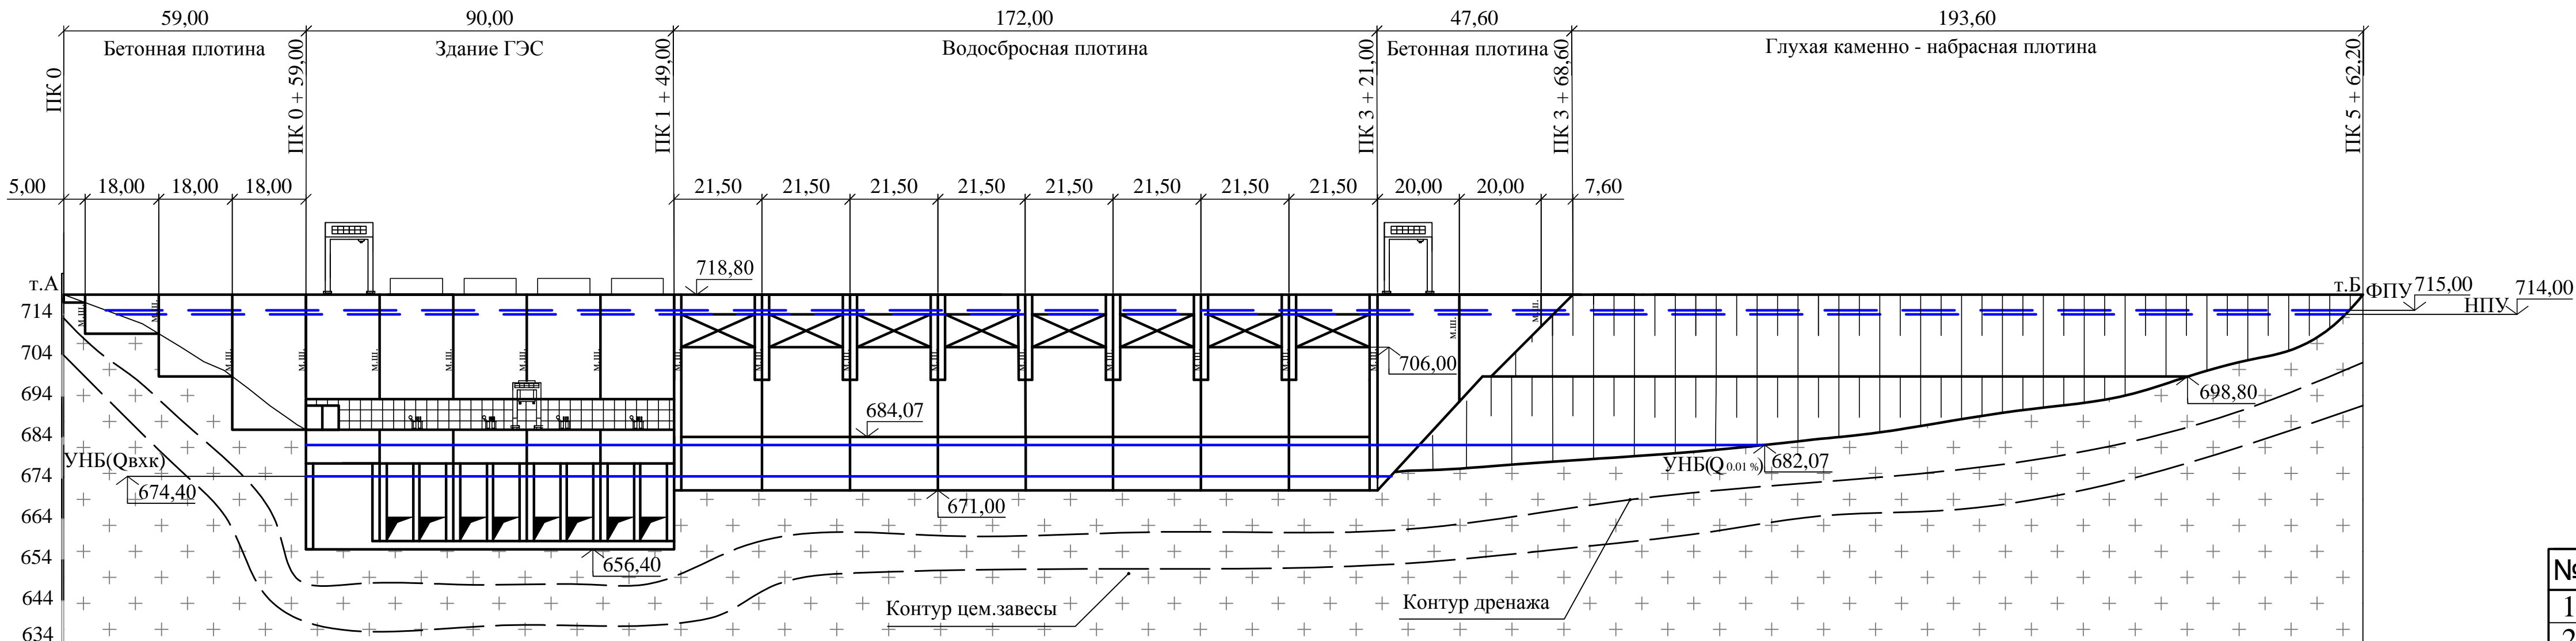 59,00 90,00 172,00 47,60 193,60
Бетонная плотина Здание ГЭС Водосбросная плотина Бетонная плотина Глухая каменно - набрасная плотина
ПК 0
ПК 0 + 59,00
ПК 1 + 49,00
ПК 3 + 21,00
ПК 3 + 68,60
ПК 5 + 62,20
5,00 18,00 18,00 18,00 21,50 21,50 21,50 21,50 21,50 21,50 21,50 21,50 20,00 20,00 7,60
т.А
718,80
т.Б
ФПУ 715,00
НПУ 714,00
м.ш. м.ш. м.ш. м.ш. м.ш. м.ш. м.ш. м.ш. м.ш. м.ш. м.ш. м.ш. м.ш. м.ш. м.ш. м.ш. м.ш. м.ш. м.ш.
714
704
694
684
674
664
654
644
634
706,00
698,80
684,07
УНБ(Qвхк)
674,40
УНБ(Q 0.01 %) 682,07
671,00
656,40
Контур цем.завесы
Контур дренажа
№
1
2